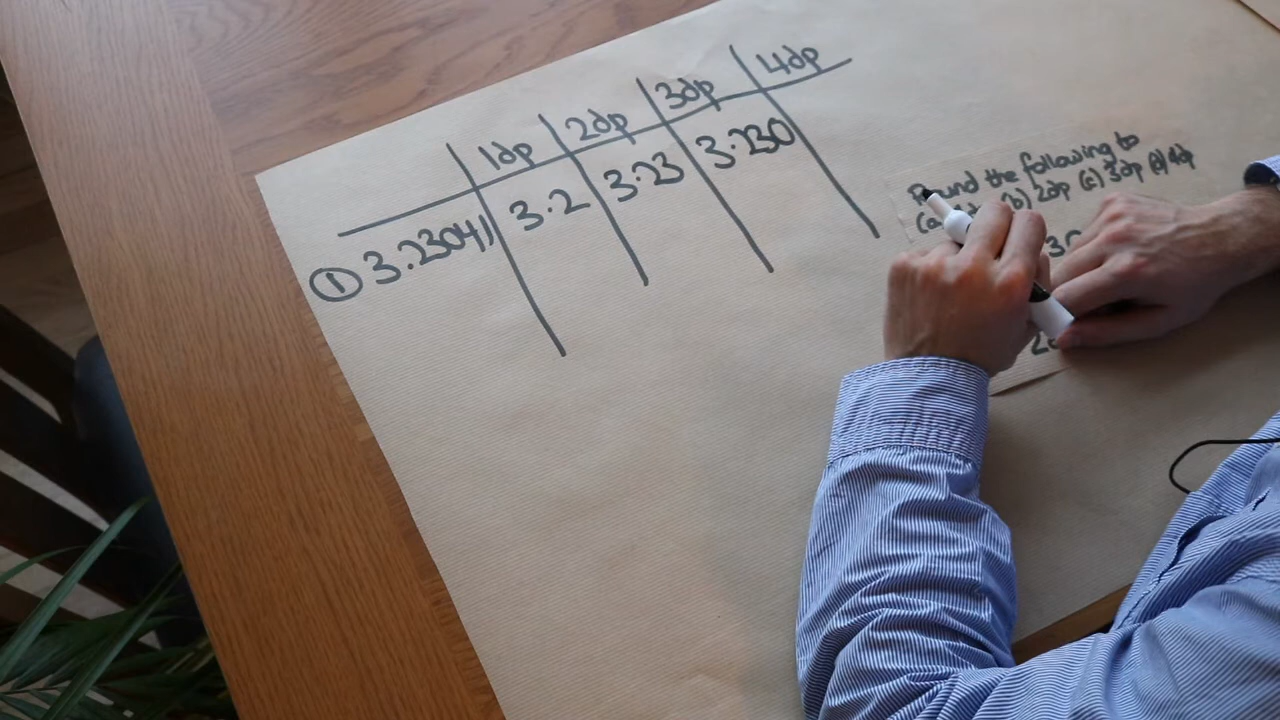 1dp 2dp 3dp 4dp
① 3.23041) 3.2 3.23 3.230
Round the following to
(b) 2dp (c) 3dp (d) 4dp